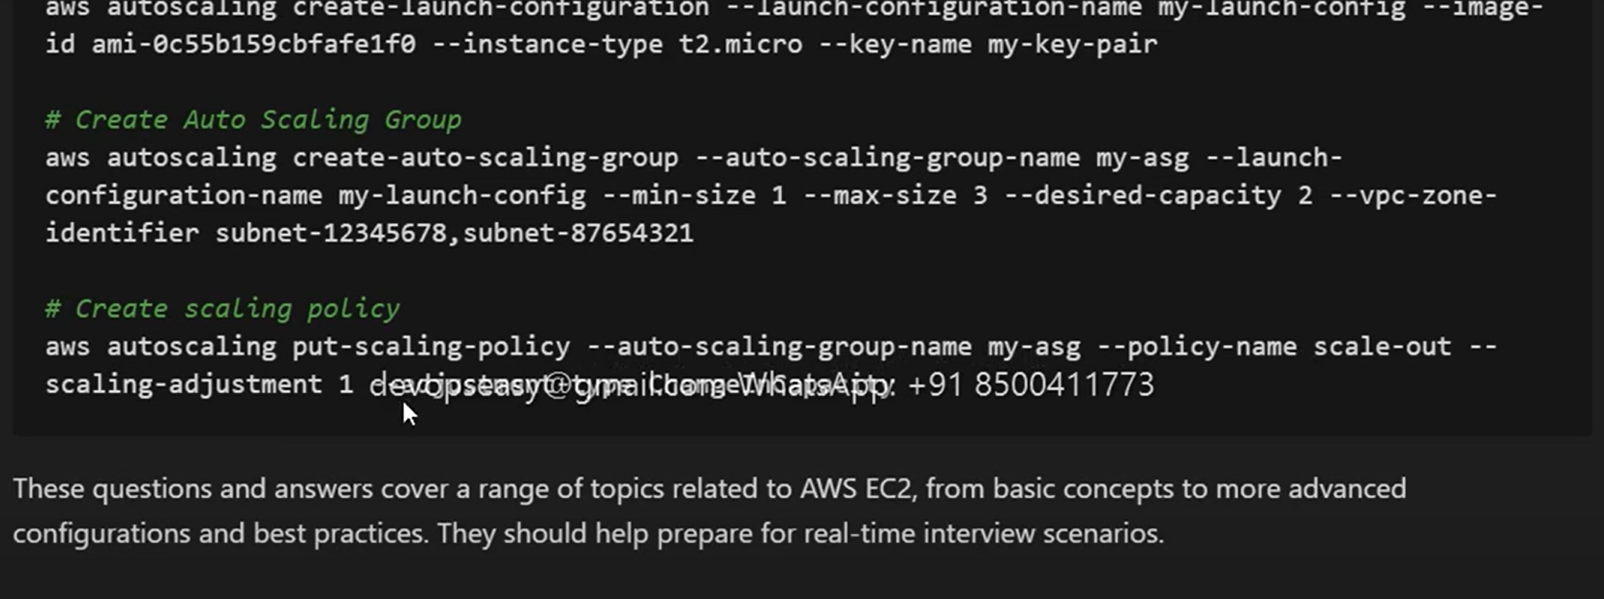 aws autoscaling create-launch-configuration --launch-configuration-name my-launch-config --image-
id ami-0c55b159cbfafe1f0 --instance-type t2.micro --key-name my-key-pair
# Create Auto Scaling Group
aws autoscaling create-auto-scaling-group --auto-scaling-group-name my-asg --launch-
configuration-name my-launch-config --min-size 1 --max-size 3 --desired-capacity 2 --vpc-zone-
identifier subnet-12345678,subnet-87654321
# Create scaling policy
aws autoscaling put-scaling-policy --auto-scaling-group-name my-asg --policy-name scale-out --
scaling-adjustment 1 --adjustment-type ChangeInCapacity
devopseasy@gmail.com WhatsApp: +91 8500411773
These questions and answers cover a range of topics related to AWS EC2, from basic concepts to more advanced
configurations and best practices. They should help prepare for real-time interview scenarios.